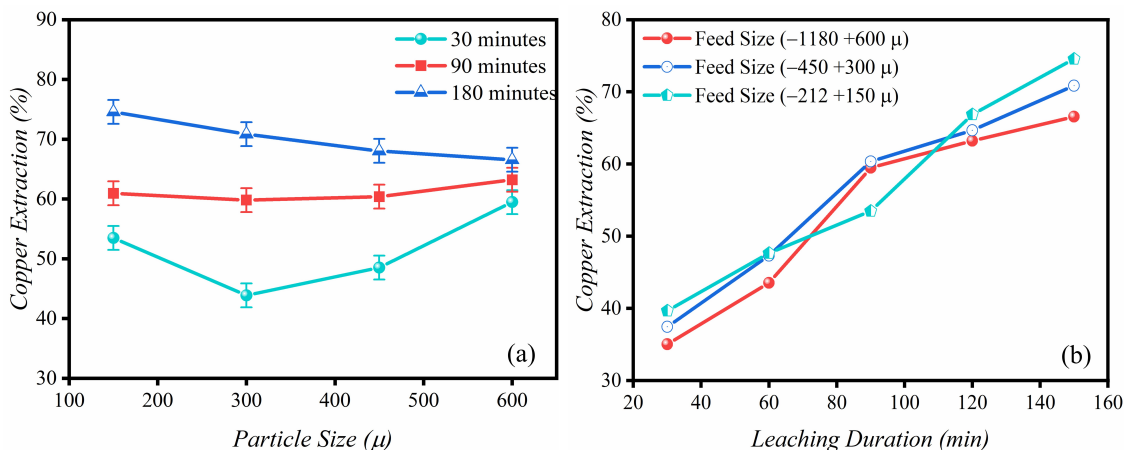 90
80
70
60
50
40
30
Copper Extraction (%)
30 minutes
90 minutes
180 minutes
(a)
100 200 300 400 500 600
Particle Size (μ)
80
70
60
50
40
30
Copper Extraction (%)
Feed Size (−1180 +600 μ)
Feed Size (−450 +300 μ)
Feed Size (−212 +150 μ)
(b)
20 40 60 80 100 120 140 160
Leaching Duration (min)